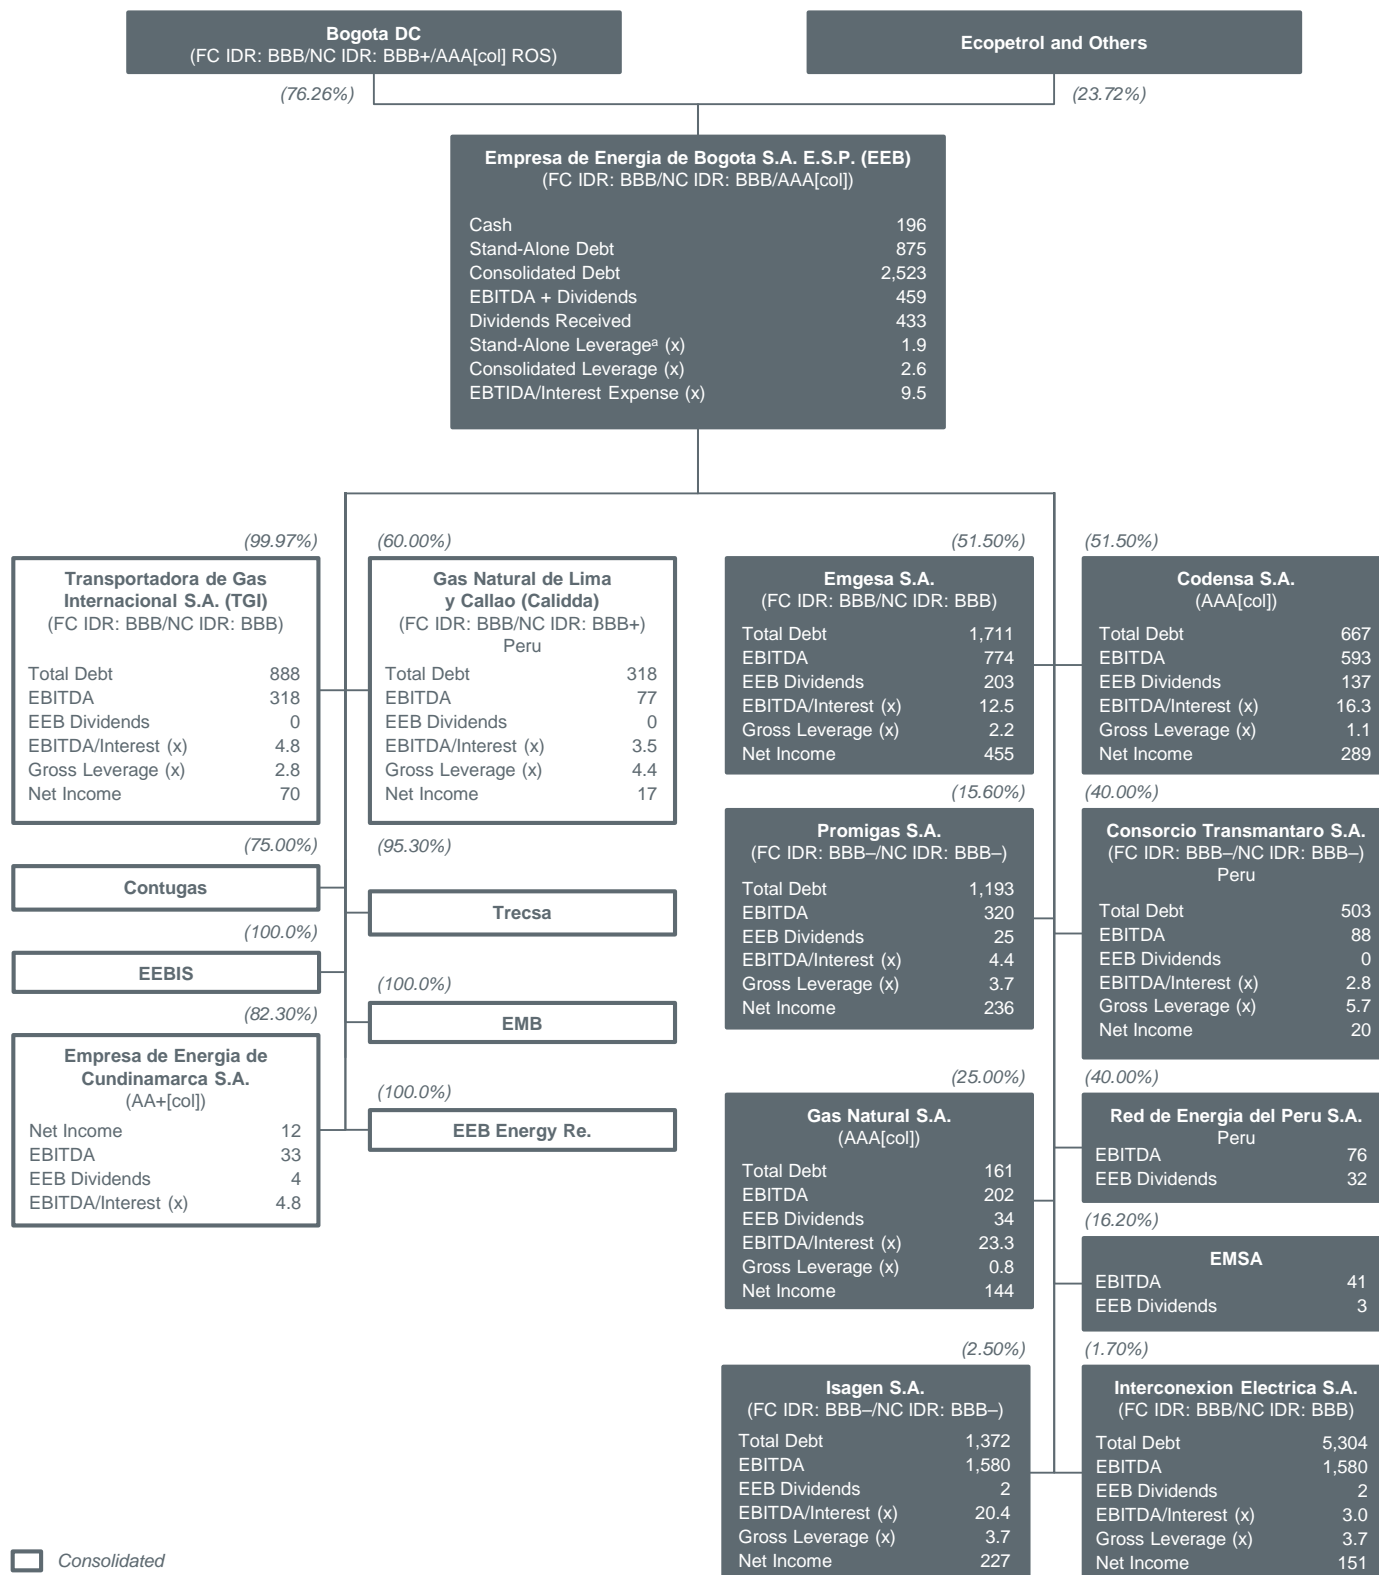 Bogota DC
(FC IDR: BBB/NC IDR: BBB+/AAA[col] ROS)
Ecopetrol and Others
(76.26%)
(23.72%)
Empresa de Energia de Bogota S.A. E.S.P. (EEB)
(FC IDR: BBB/NC IDR: BBB/AAA[col])
Cash 196
Stand-Alone Debt 875
Consolidated Debt 2,523
EBITDA + Dividends 459
Dividends Received 433
Stand-Alone Leverageᵃ (x) 1.9
Consolidated Leverage (x) 2.6
EBTIDA/Interest Expense (x) 9.5
(99.97%)
Transportadora de Gas
Internacional S.A. (TGI)
(FC IDR: BBB/NC IDR: BBB)
Total Debt 888
EBITDA 318
EEB Dividends 0
EBITDA/Interest (x) 4.8
Gross Leverage (x) 2.8
Net Income 70
(60.00%)
Gas Natural de Lima
y Callao (Calidda)
(FC IDR: BBB/NC IDR: BBB+)
Peru
Total Debt 318
EBITDA 77
EEB Dividends 0
EBITDA/Interest (x) 3.5
Gross Leverage (x) 4.4
Net Income 17
(75.00%)
Contugas
(95.30%)
Trecsa
(100.0%)
EEBIS
(100.0%)
EMB
(82.30%)
Empresa de Energia de
Cundinamarca S.A.
(AA+[col])
Net Income 12
EBITDA 33
EEB Dividends 4
EBITDA/Interest (x) 4.8
(100.0%)
EEB Energy Re.
(51.50%)
Emgesa S.A.
(FC IDR: BBB/NC IDR: BBB)
Total Debt 1,711
EBITDA 774
EEB Dividends 203
EBITDA/Interest (x) 12.5
Gross Leverage (x) 2.2
Net Income 455
(51.50%)
Codensa S.A.
(AAA[col])
Total Debt 667
EBITDA 593
EEB Dividends 137
EBITDA/Interest (x) 16.3
Gross Leverage (x) 1.1
Net Income 289
(15.60%)
Promigas S.A.
(FC IDR: BBB–/NC IDR: BBB–)
Total Debt 1,193
EBITDA 320
EEB Dividends 25
EBITDA/Interest (x) 4.4
Gross Leverage (x) 3.7
Net Income 236
(40.00%)
Consorcio Transmantaro S.A.
(FC IDR: BBB–/NC IDR: BBB–)
Peru
Total Debt 503
EBITDA 88
EEB Dividends 0
EBITDA/Interest (x) 2.8
Gross Leverage (x) 5.7
Net Income 20
(25.00%)
Gas Natural S.A.
(AAA[col])
Total Debt 161
EBITDA 202
EEB Dividends 34
EBITDA/Interest (x) 23.3
Gross Leverage (x) 0.8
Net Income 144
(40.00%)
Red de Energia del Peru S.A.
Peru
EBITDA 76
EEB Dividends 32
(16.20%)
EMSA
EBITDA 41
EEB Dividends 3
(2.50%)
Isagen S.A.
(FC IDR: BBB–/NC IDR: BBB–)
Total Debt 1,372
EBITDA 1,580
EEB Dividends 2
EBITDA/Interest (x) 20.4
Gross Leverage (x) 3.7
Net Income 227
(1.70%)
Interconexion Electrica S.A.
(FC IDR: BBB/NC IDR: BBB)
Total Debt 5,304
EBITDA 1,580
EEB Dividends 2
EBITDA/Interest (x) 3.0
Gross Leverage (x) 3.7
Net Income 151
Consolidated